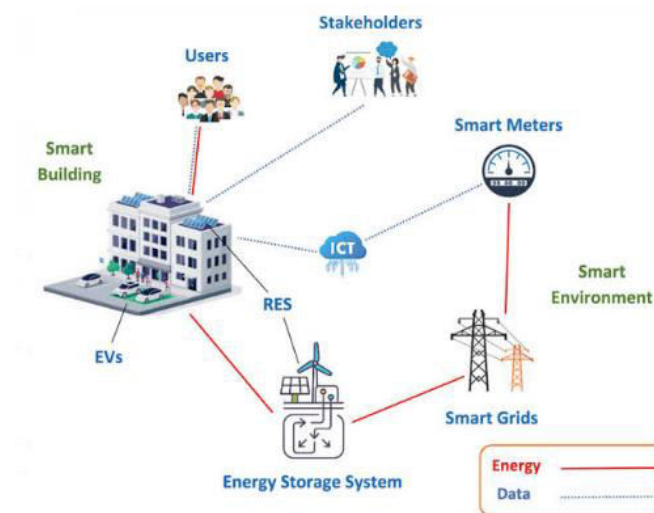 Stakeholders
Users
Smart Meters
Smart
Building
ICT
Smart
Environment
RES
EVs
Smart Grids
Energy Storage System
Energy
Data